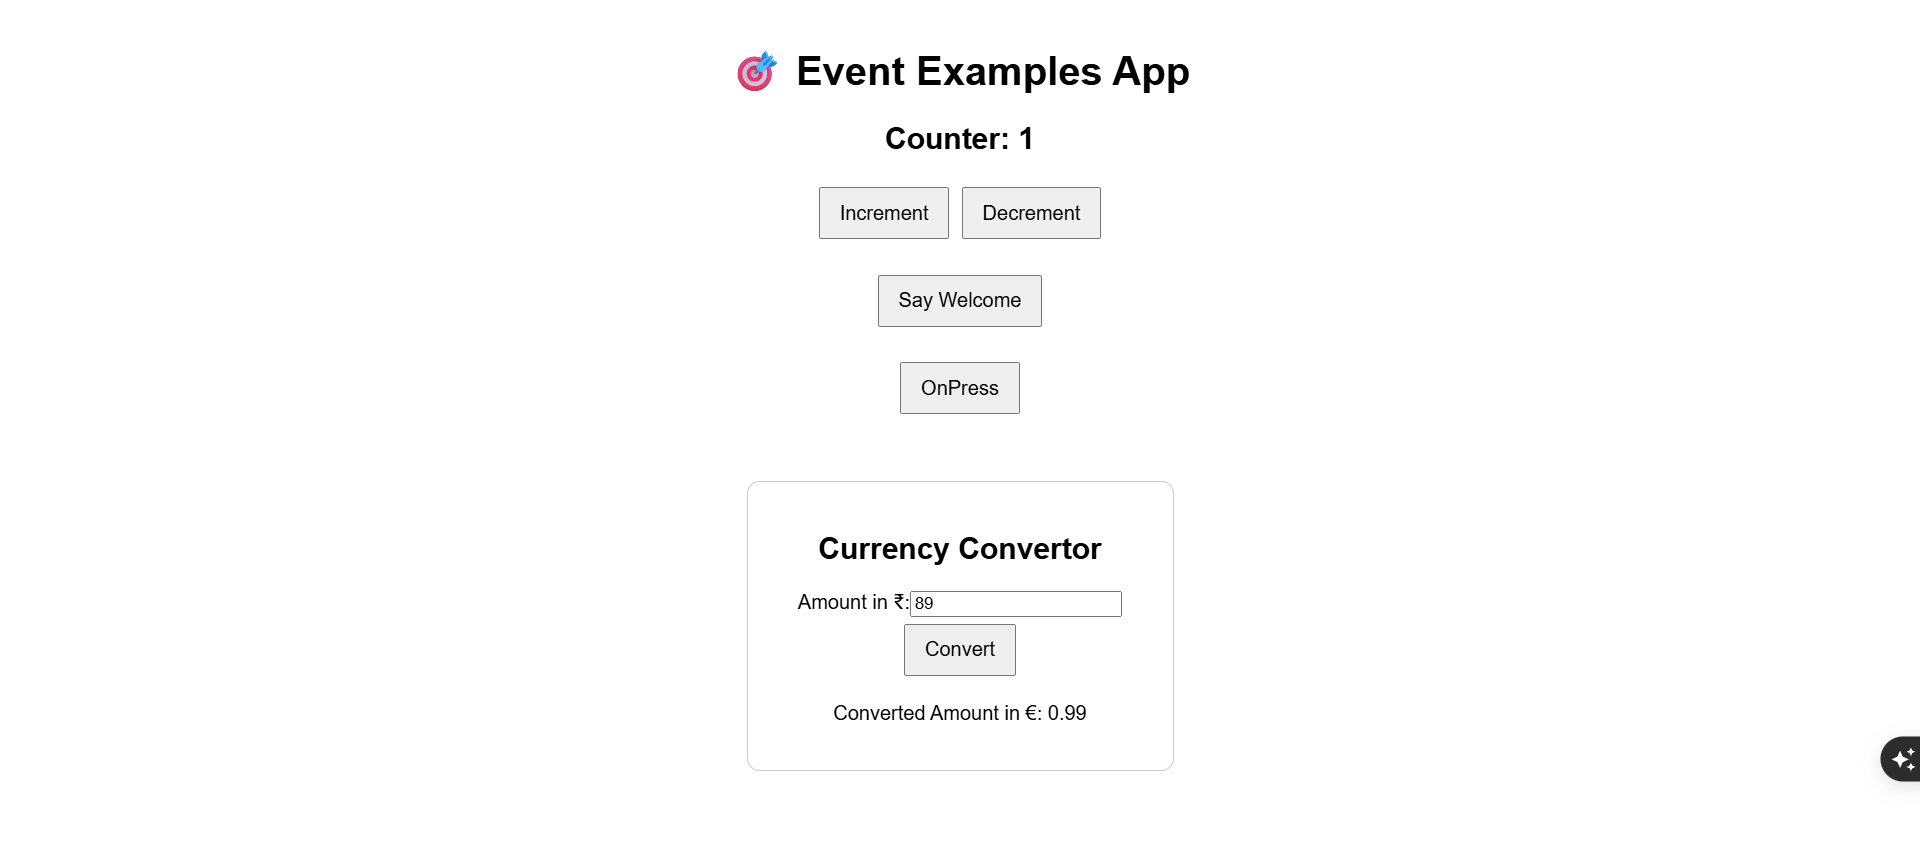 🎯 Event Examples App
Counter: 1
Increment Decrement
Say Welcome
OnPress
Currency Convertor
Amount in ₹: 89
Convert
Converted Amount in €: 0.99